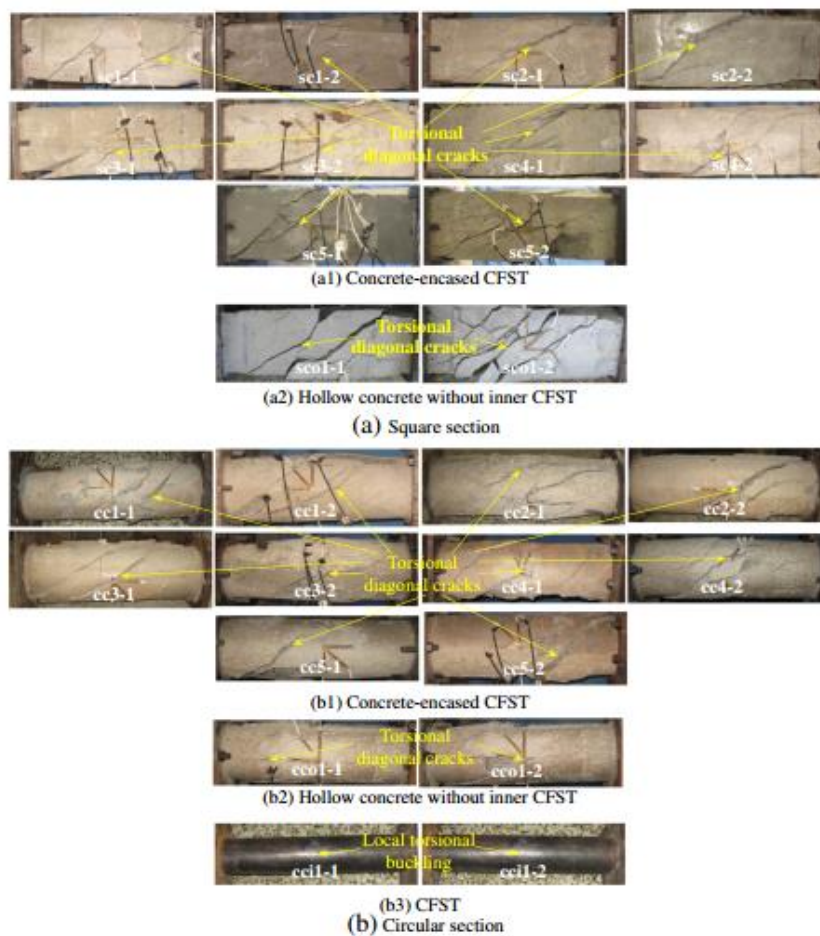 sc1-1
sc1-2
sc2-1
sc2-2
Torsional
diagonal cracks
sc3-1
sc3-2
sc4-1
sc4-2
sc5-1
sc5-2
(a1) Concrete-encased CFST
Torsional
diagonal cracks
sco1-1
sco1-2
(a2) Hollow concrete without inner CFST
(a) Square section
cc1-1
cc1-2
cc2-1
cc2-2
Torsional
diagonal cracks
cc3-1
cc3-2
cc4-1
cc4-2
cc5-1
cc5-2
(b1) Concrete-encased CFST
Torsional
diagonal cracks
cco1-1
cco1-2
(b2) Hollow concrete without inner CFST
Local torsional
buckling
cci1-1
cci1-2
(b3) CFST
(b) Circular section